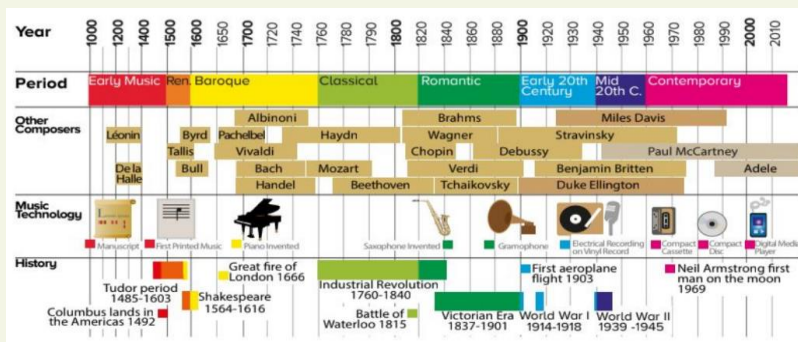 Year
1000 1200 1400 1500 1600 1700 1720 1740 1760 1780 1790 1800 1820 1840 1860 1880 1900 1910 1920 1930 1940 1950 1960 1970 1980 1990 2000 2010
Period Early Music Ren. Baroque Classical Romantic Early 20th Century Mid 20th C. Contemporary
Other Composers
Albinoni Brahms Miles Davis
Léonin Byrd Pachelbel Haydn Wagner Stravinsky
Tallis Vivaldi Chopin Debussy Paul McCartney
De la Halle Bull Bach Mozart Verdi Benjamin Britten Adele
Handel Beethoven Tchaikovsky Duke Ellington
Music Technology
Manuscript First Printed Music Piano Invented Saxophone Invented Gramophone Electrical Recording on Vinyl Record Compact Cassette Compact Disc Digital Media Player
History
Tudor period
1485-1603
Columbus lands in
the Americas 1492
Great fire of
London 1666
Shakespeare
1564-1616
Industrial Revolution
1760-1840
Battle of
Waterloo 1815
Victorian Era
1837-1901
First aeroplane
flight 1903
World War I
1914-1918
World War II
1939 -1945
Neil Armstrong first
man on the moon
1969